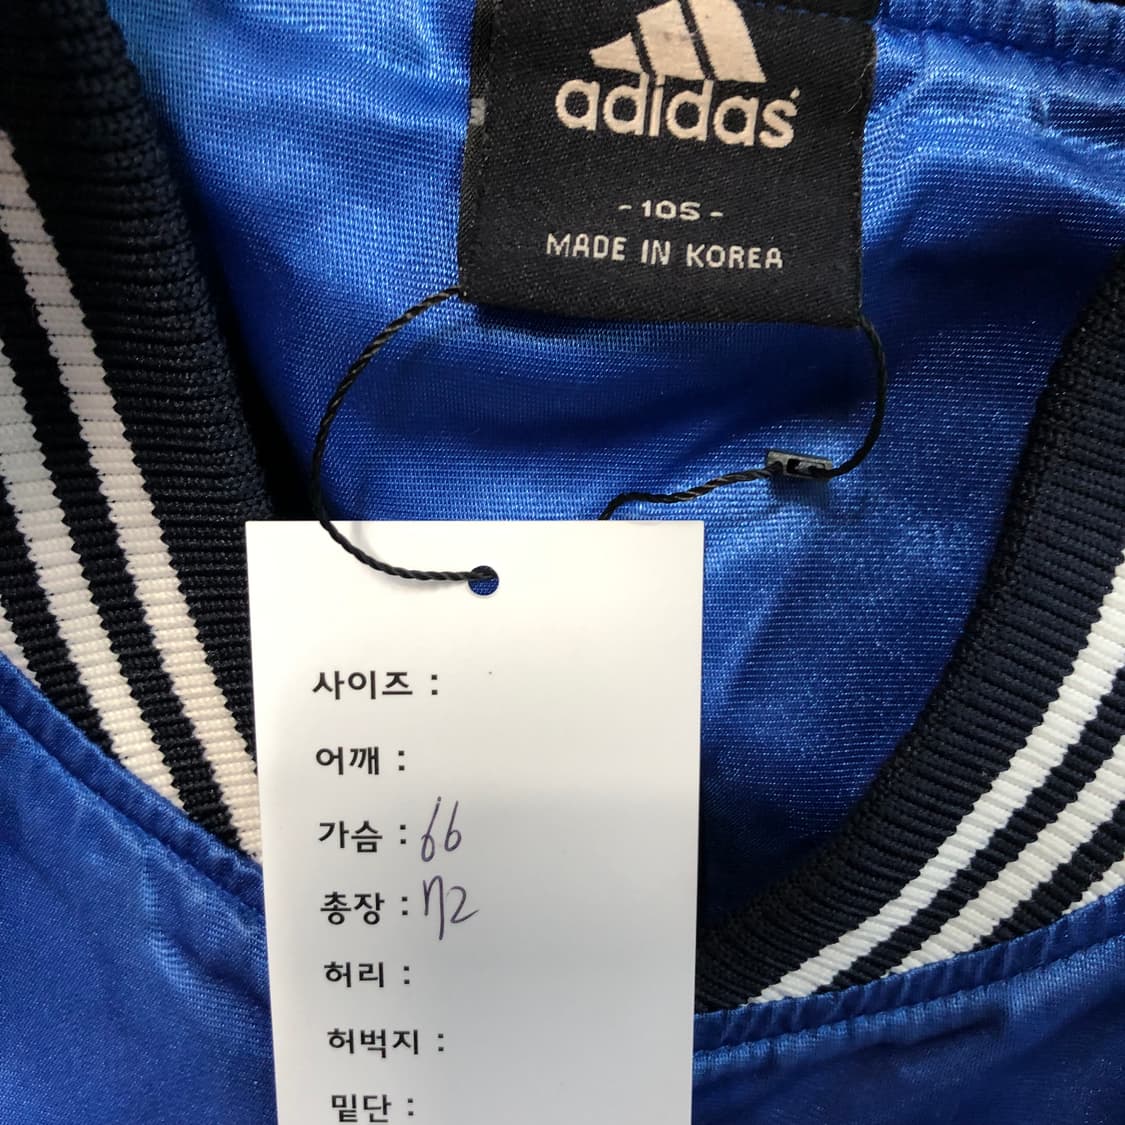 adidas
- 105 -
MADE IN KOREA
사이즈 :
어깨 :
가슴 : 66
총장 : 72
허리 :
허벅지 :
밑단 :